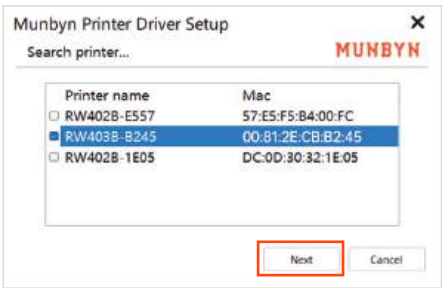 Munbyn Printer Driver Setup
Search printer...
MUNBYN
Printer name Mac
RW402B-E557 57:E5:F5:B4:00:FC
RW403B-B245 00:81:2E:CB:B2:45
RW402B-1E05 DC:0D:30:32:1E:05
Next Cancel